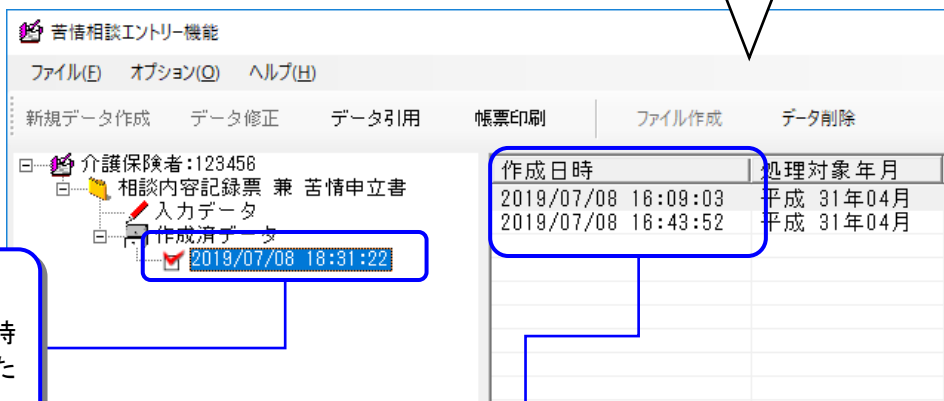 苦情相談エントリー機能
ファイル(F) オプション(O) ヘルプ(H)
新規データ作成 データ修正 データ引用 帳票印刷 ファイル作成 データ削除
介護保険者:123456
相談内容記録票 兼 苦情申立書
入力データ
作成済データ
2019/07/08 18:31:22
作成日時 処理対象年月
2019/07/08 16:09:03 平成 31年04月
2019/07/08 16:43:52 平成 31年04月
時
た